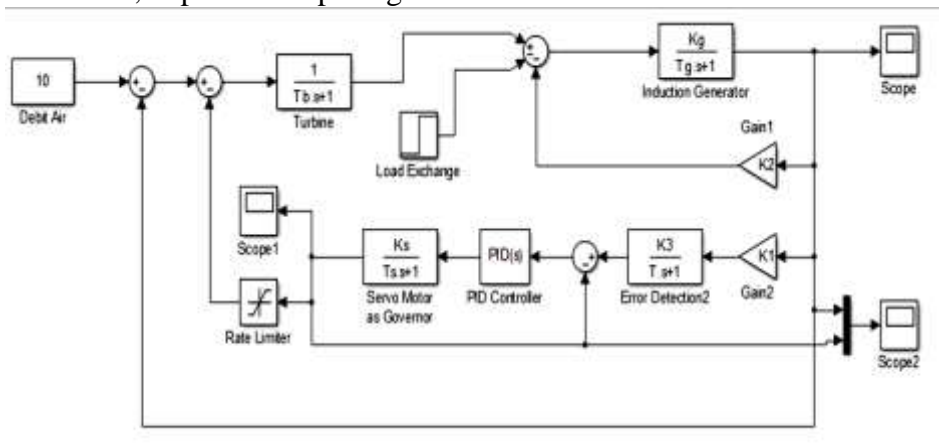 10
Debit Air
1
Tb.s+1
Turbine
Load Exchange
Kg
Tg.s+1
Induction Generator
Scope
Gain1
K2
Scope1
Ks
Ts.s+1
Servo Motor
as Governor
PID(s)
PID Controller
K3
T.s+1
Error Detection2
K1
Gain2
Rate Limiter
Scope2